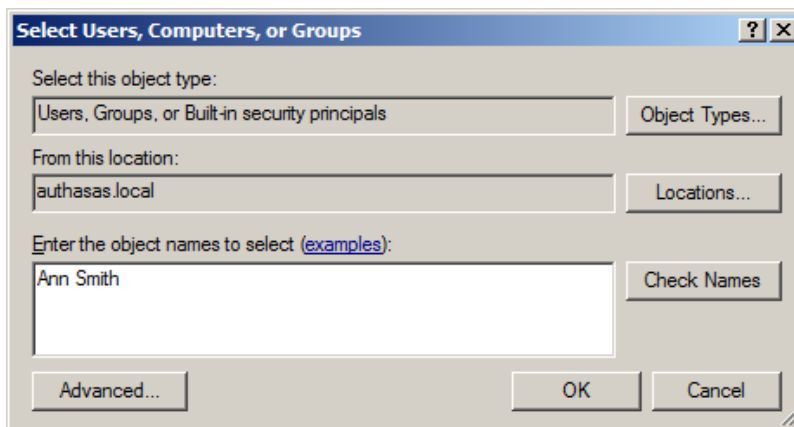 Select Users, Computers, or Groups
Select this object type:
Users, Groups, or Built-in security principals
Object Types...
From this location:
authasas.local
Locations...
Enter the object names to select (examples):
Ann Smith
Check Names
Advanced...
OK
Cancel